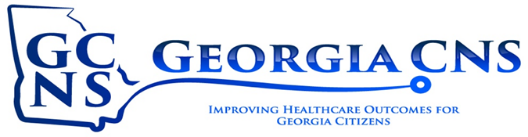 GC
NS
GEORGIA CNS
IMPROVING HEALTHCARE OUTCOMES FOR
GEORGIA CITIZENS